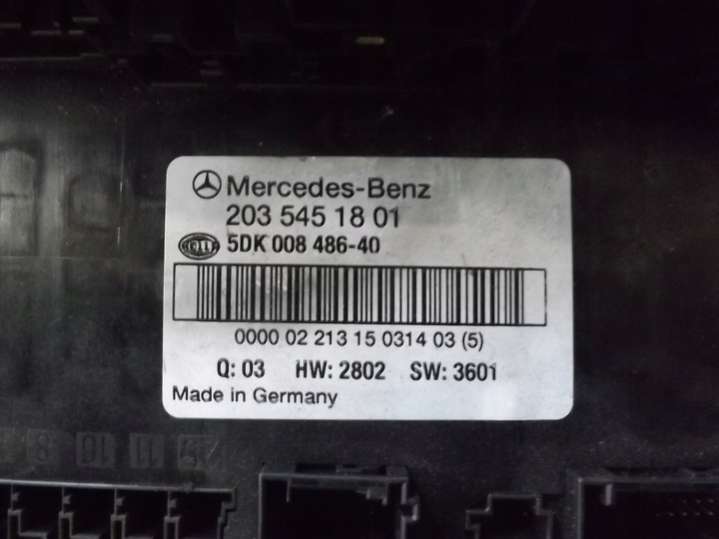 Mercedes-Benz
203 545 18 01
HELLA 5DK 008 486-40
0000 02 213 15 0314 03 (5)
Q: 03 HW: 2802 SW: 3601
Made in Germany